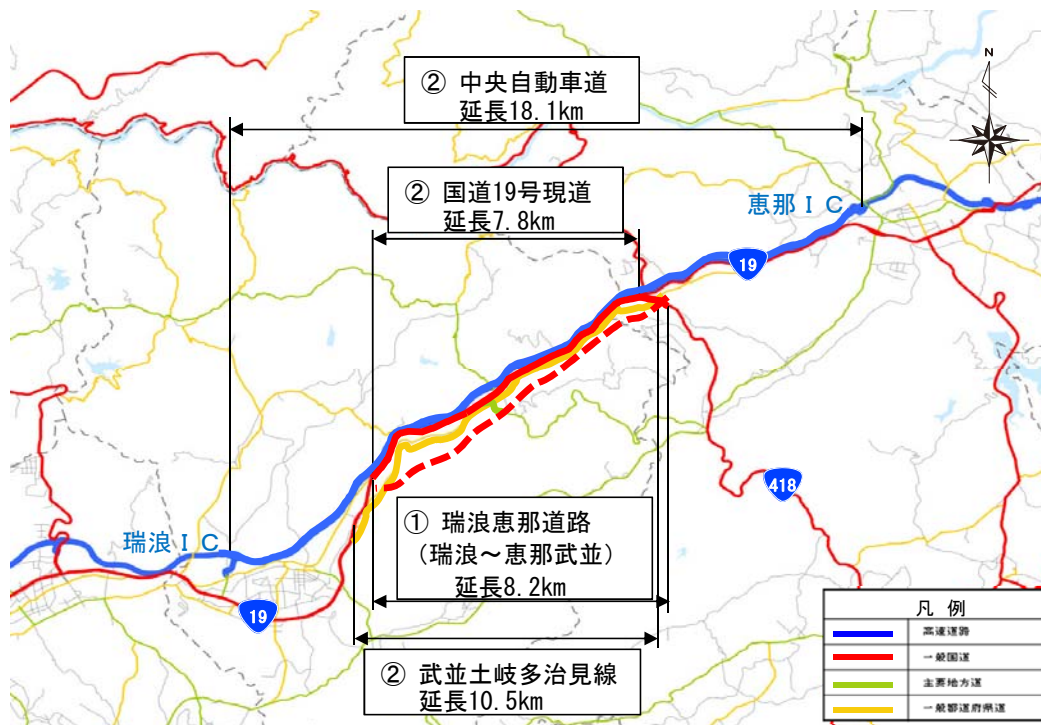 ② 中央自動車道
延長18.1km
N
② 国道19号現道
延長7.8km
恵那ＩＣ
19
418
① 瑞浪恵那道路
(瑞浪～恵那武並)
延長8.2km
瑞浪ＩＣ
19
② 武並土岐多治見線
延長10.5km
凡 例
高速道路
一般国道
主要地方道
一般都道府県道